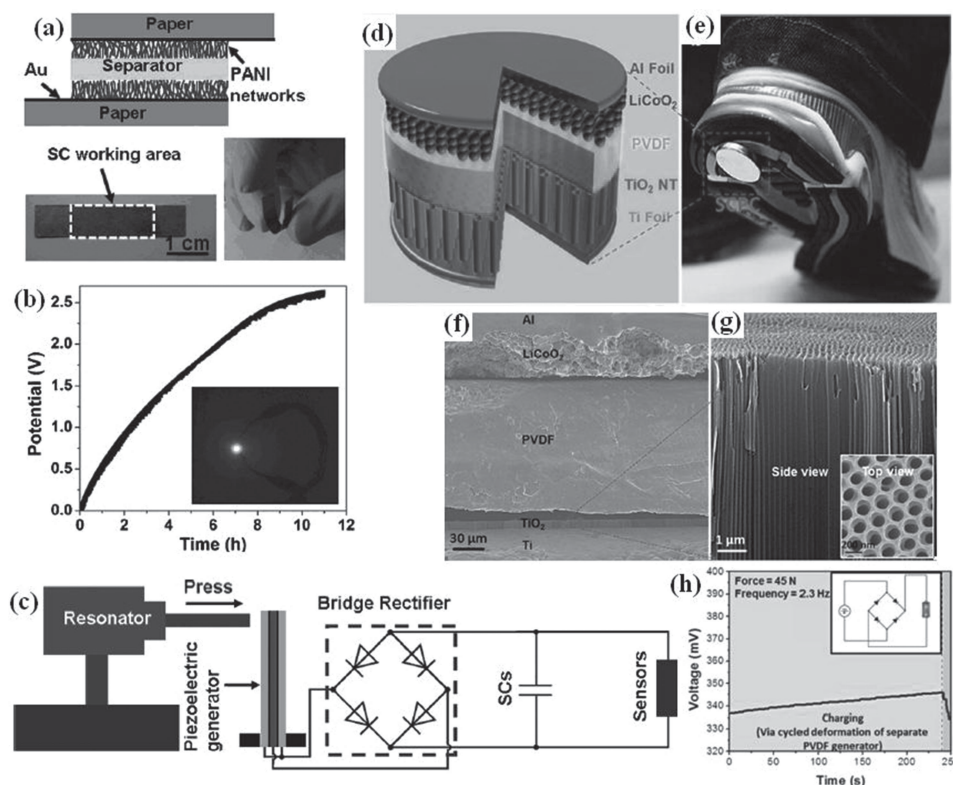 (a)
Paper
Separator
Au
PANI
networks
Paper
SC working area
1 cm
(b)
Potential (V)
2.5
2.0
1.5
0.75
0.0
0
2
4
6
8
10
12
Time (h)
(c)
Press
Resonator
Piezoelectric
generator
Bridge Rectifier
SCs
Sensors
(d)
Al Foil
LiCoO₂
PVDF
TiO₂ NT
Ti Foil
(e)
SCPC
(f)
Al
LiCoO₂
PVDF
TiO₂
30 µm
Ti
(g)
Side view
Top view
1 µm
200 nm
(h)
Force = 45 N
Frequency = 2.3 Hz
Voltage (mV)
400
390
380
370
360
350
340
330
320
Charging
(Via cycled deformation of separate
PVDF generator)
0
50
100
150
200
25
Time (s)